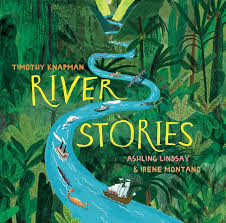 TIMOTHY KNAPMAN
RIVER
STORIES
ASHLING LINDSAY
& IRENE MONTANO